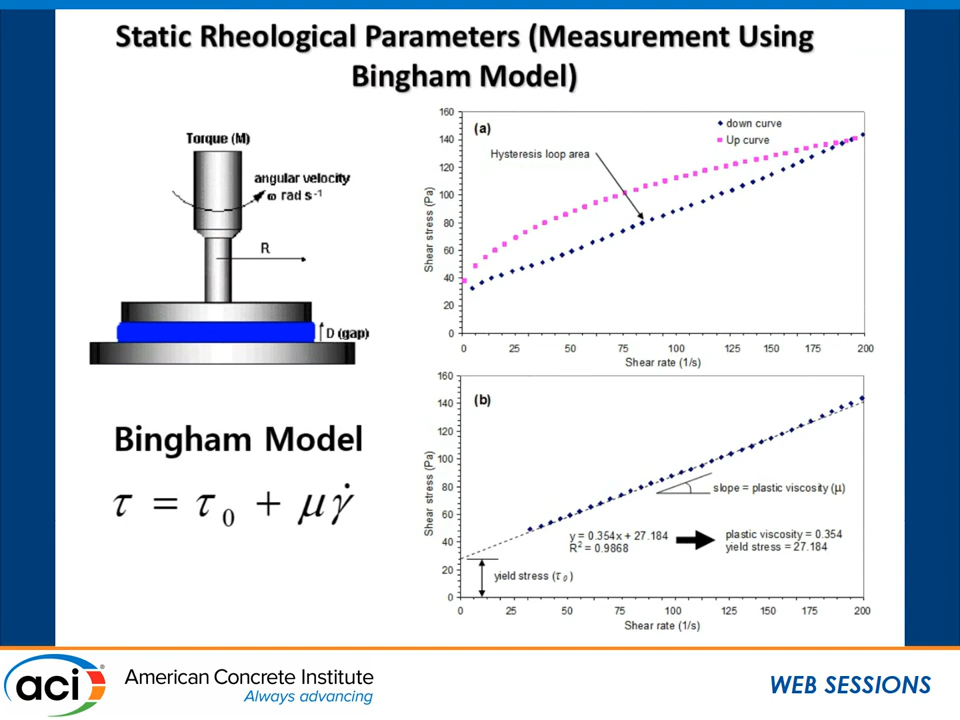 Static Rheological Parameters (Measurement Using
Bingham Model)
Torque (M)
angular velocity
ω rad s⁻¹
R
D (gap)
Bingham Model
τ = τ₀ + μγ̇
(a)
down curve
Up curve
Hysteresis loop area
Shear stress (Pa)
160
140
120
100
80
60
40
20
0
0 25 50 75 100 125 150 175 200
Shear rate (1/s)
(b)
Shear stress (Pa)
160
140
120
100
80
60
40
20
0
slope = plastic viscosity (μ)
y = 0.354x + 27.184
R² = 0.9868
plastic viscosity = 0.354
yield stress = 27.184
yield stress (τ₀)
0 25 50 75 100 125 150 175 200
Shear rate (1/s)
aci®
American Concrete Institute
Always advancing
WEB SESSIONS